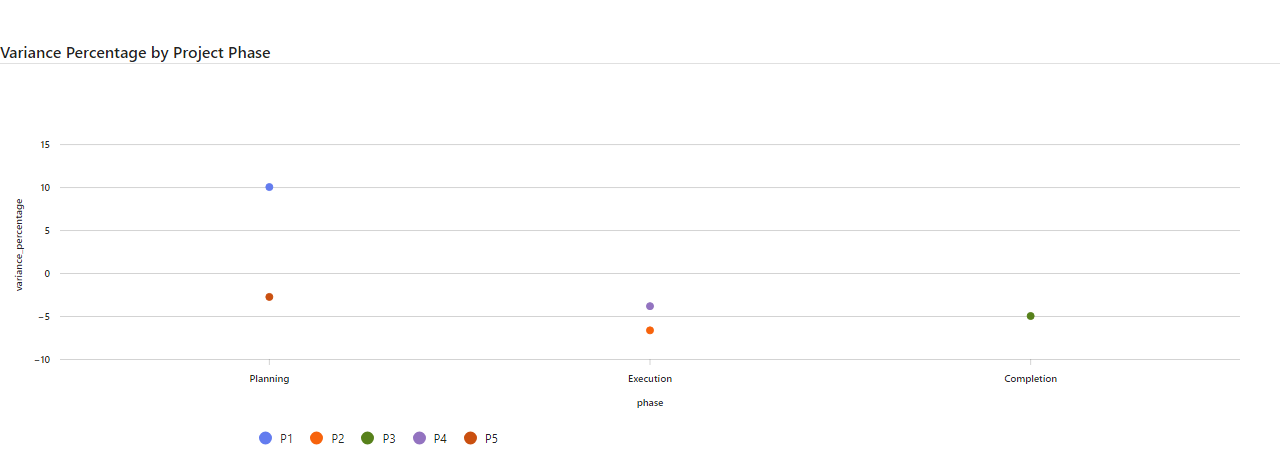 Variance Percentage by Project Phase
15
10
5
0
−5
−10
variance_percentage
Planning Execution Completion
phase
P1 P2 P3 P4 P5